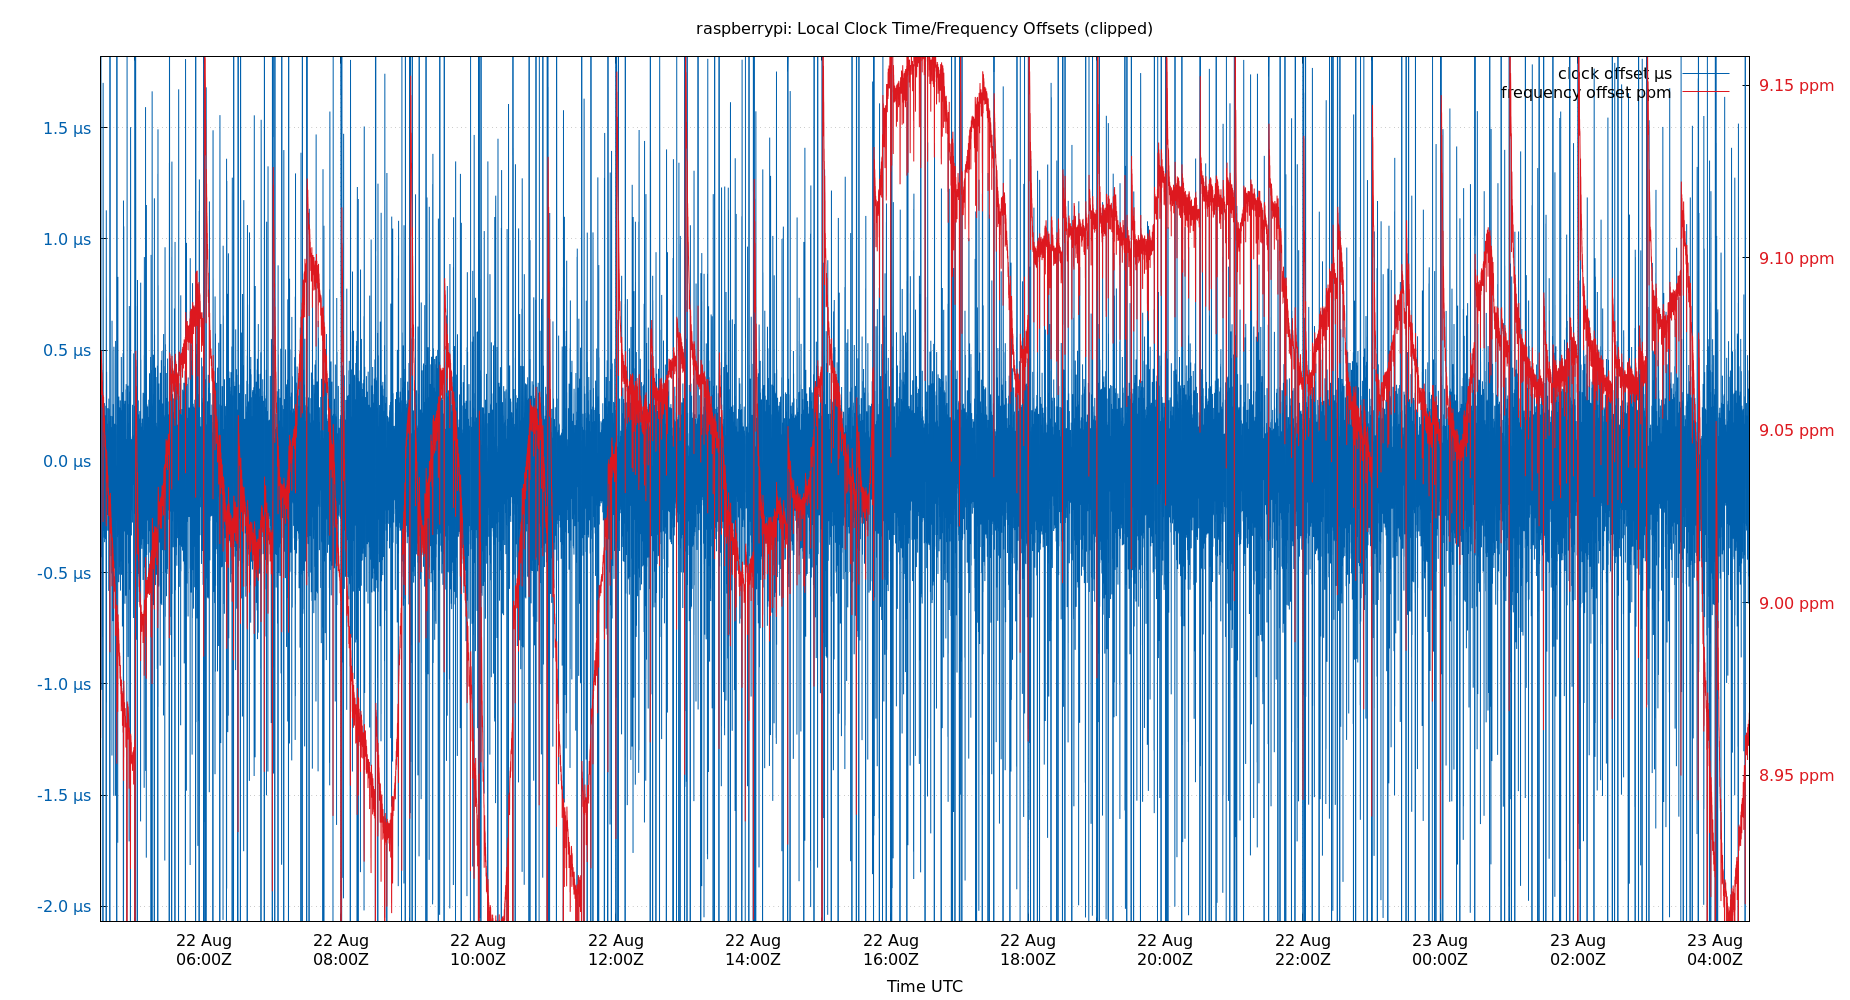 raspberrypi: Local Clock Time/Frequency Offsets (clipped)
clock offset µs
frequency offset ppm
1.5 µs
1.0 µs
0.5 µs
0.0 µs
-0.5 µs
-1.0 µs
-1.5 µs
-2.0 µs
9.15 ppm
9.10 ppm
9.05 ppm
9.00 ppm
8.95 ppm
22 Aug 22 Aug 22 Aug 22 Aug 22 Aug 22 Aug 22 Aug 22 Aug 22 Aug 23 Aug 23 Aug 23 Aug
06:00Z 08:00Z 10:00Z 12:00Z 14:00Z 16:00Z 18:00Z 20:00Z 22:00Z 00:00Z 02:00Z 04:00Z
Time UTC